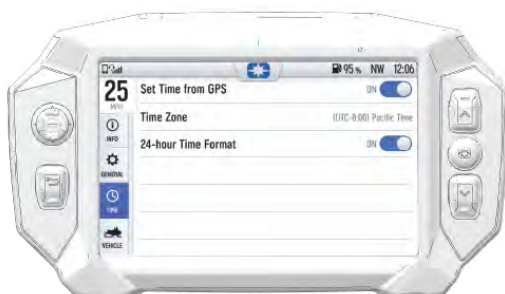 95 % NW 12:06
25
MPH
Set Time from GPS ON
INFO
Time Zone (UTC-8:00) Pacific Time
GENERAL
24-hour Time Format ON
TIME
VEHICLE